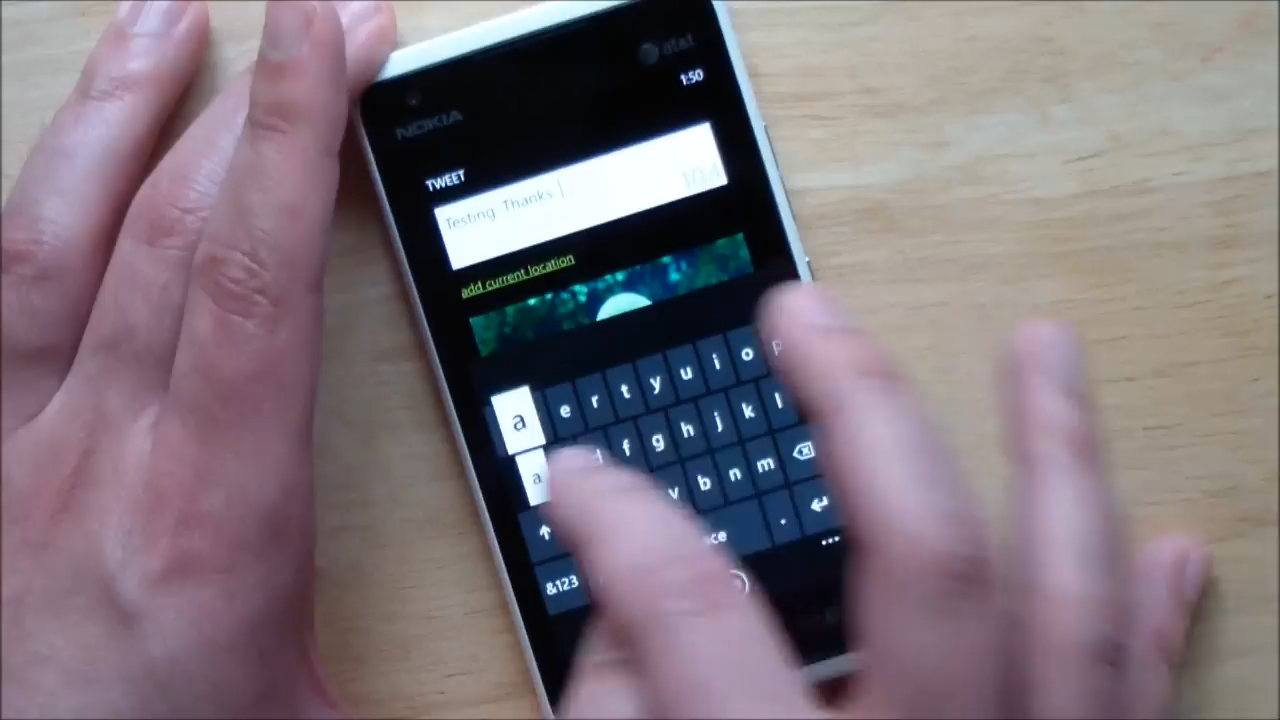 at&t
1:50
NOKIA
TWEET
Testing. Thanks.
104
add current location
a e r t y u i o p
a d f g h j k l
v b n m
.
&123